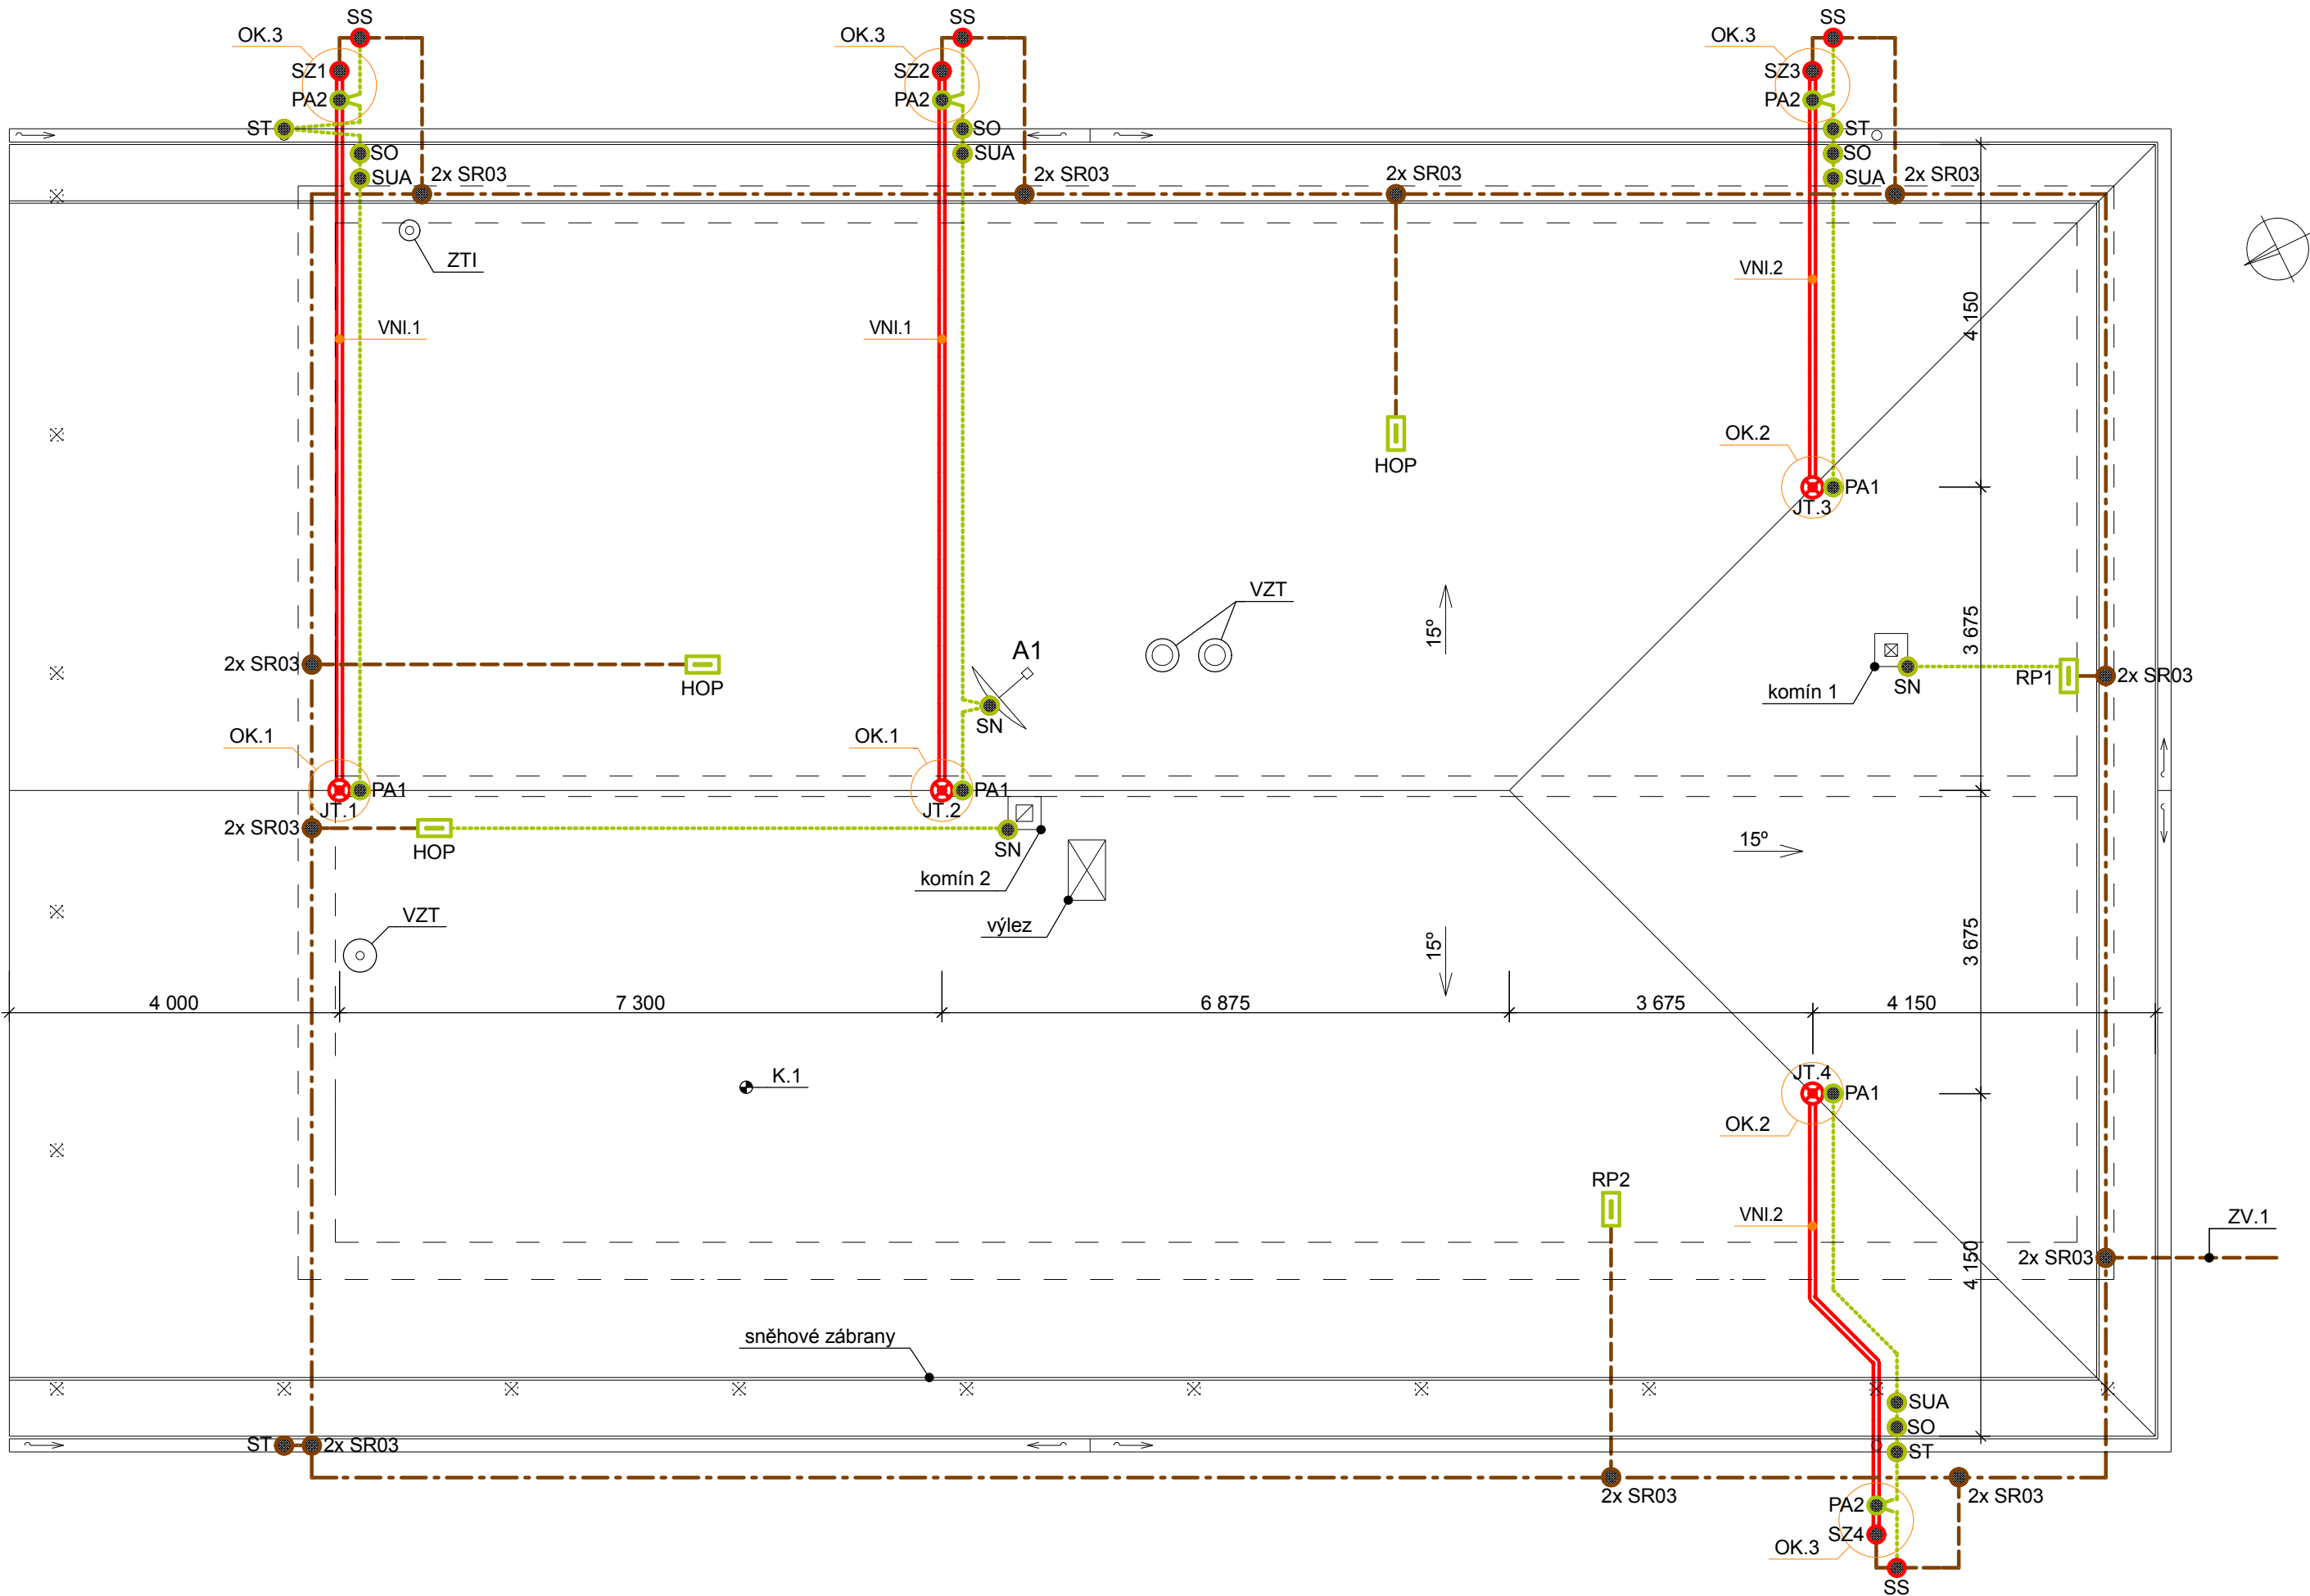 SS
SS
SS
OK.3
OK.3
OK.3
SZ1
SZ2
SZ3
PA2
PA2
PA2
ST
SO
ST
SO
SUA
SO
SUA
2x SR03
2x SR03
2x SR03
SUA
2x SR03
ZTI
VNI.2
4 150
VNI.1
VNI.1
OK.2
HOP
PA1
JT.3
VZT
15º
3 675
A1
2x SR03
HOP
komín 1
SN
RP1
2x SR03
SN
OK.1
OK.1
PA1
JT.1
PA1
JT.2
2x SR03
HOP
SN
15º
komín 2
VZT
výlez
15º
3 675
4 000
7 300
6 875
3 675
4 150
K.1
JT.4
PA1
OK.2
RP2
VNI.2
ZV.1
2x SR03
4 150
sněhové zábrany
SUA
SO
ST
2x SR03
ST
2x SR03
2x SR03
PA2
SZ4
OK.3
SS